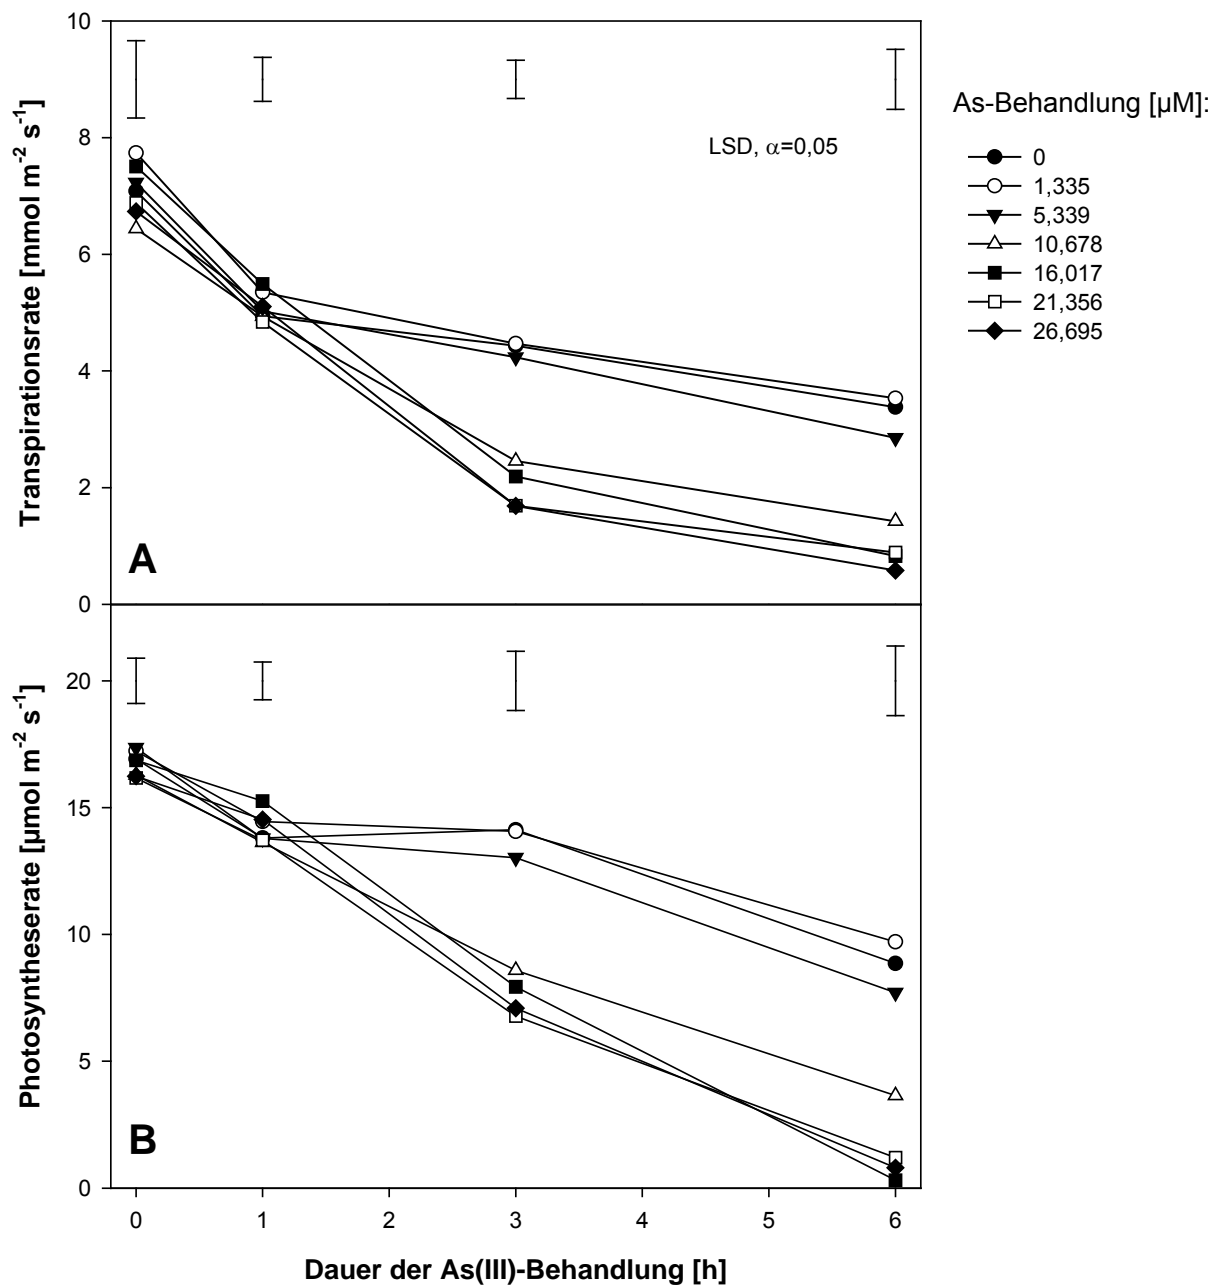 10
8
6
4
2
0
Transpirationsrate [mmol m⁻² s⁻¹]
LSD, α=0,05
A
As-Behandlung [µM]:
0
1,335
5,339
10,678
16,017
21,356
26,695
20
15
10
5
0
Photosyntheserate [µmol m⁻² s⁻¹]
B
0 1 2 3 4 5 6
Dauer der As(III)-Behandlung [h]